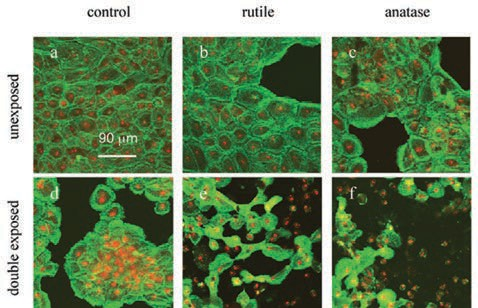 control rutile anatase
unexposed
a b c
90 μm
double exposed
d e f